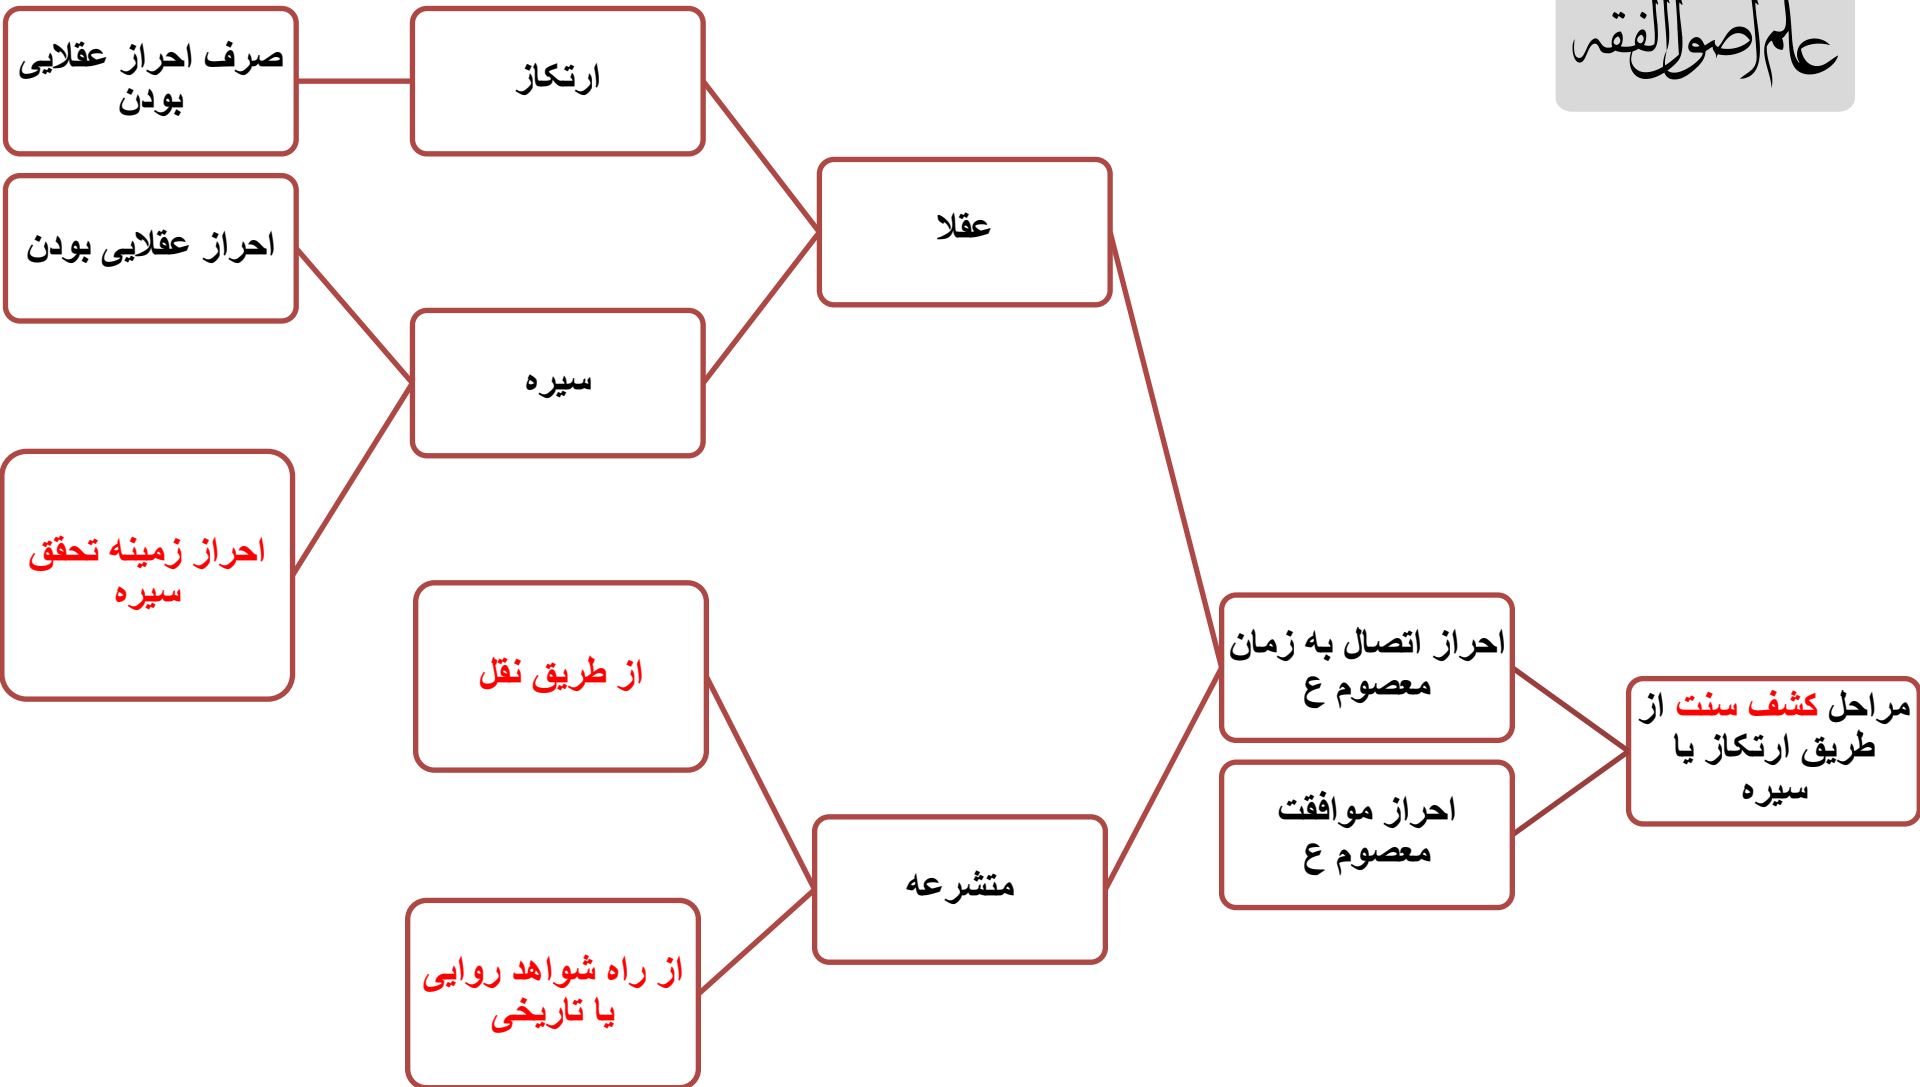 علم اصول الفقه
مراحل کشف سنت از
طریق ارتکاز یا
سیره
احراز اتصال به زمان
معصوم ع
احراز موافقت
معصوم ع
عقلا
متشرعه
ارتکاز
سیره
از طریق نقل
از راه شواهد روایی
یا تاریخی
صرف احراز عقلایی
بودن
احراز عقلایی بودن
احراز زمینه تحقق
سیره